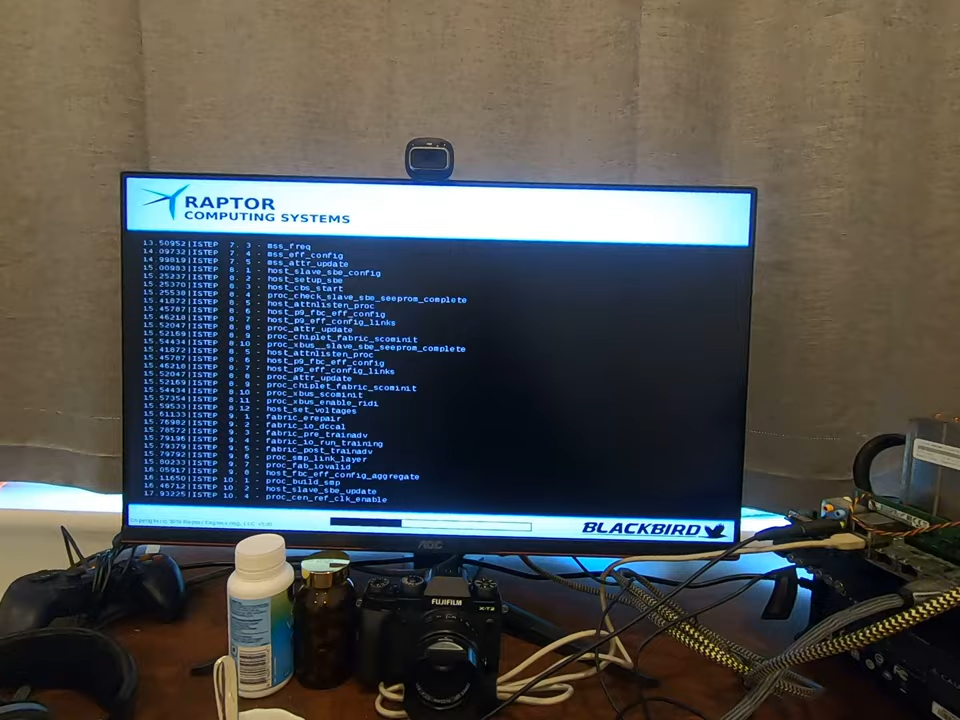 RAPTOR
COMPUTING SYSTEMS
13.50952|ISTEP 7. 3 - mss_freq
14.09732|ISTEP 7. 4 - mss_eff_config
14.99819|ISTEP 7. 5 - mss_attr_update
15.00983|ISTEP 8. 1 - host_slave_sbe_config
15.25237|ISTEP 8. 2 - host_setup_sbe
15.25370|ISTEP 8. 3 - host_cbs_start
15.25538|ISTEP 8. 4 - proc_check_slave_sbe_seeprom_complete
15.41872|ISTEP 8. 5 - host_attnlisten_proc
15.45787|ISTEP 8. 6 - host_p9_fbc_eff_config
15.46218|ISTEP 8. 7 - host_p9_eff_config_links
15.52047|ISTEP 8. 8 - proc_attr_update
15.52169|ISTEP 8. 9 - proc_chiplet_fabric_scominit
15.54434|ISTEP 8.10 - proc_xbus__slave_sbe_seeprom_complete
15.41872|ISTEP 8. 5 - host_attnlisten_proc
15.45787|ISTEP 8. 6 - host_p9_fbc_eff_config
15.46218|ISTEP 8. 7 - host_p9_eff_config_links
15.52047|ISTEP 8. 8 - proc_attr_update
15.52169|ISTEP 8. 9 - proc_chiplet_fabric_scominit
15.54434|ISTEP 8.10 - proc_xbus_scominit
15.57354|ISTEP 8.11 - proc_xbus_enable_ridi
15.59533|ISTEP 8.12 - host_set_voltages
15.61133|ISTEP 9. 1 - fabric_erepair
15.76982|ISTEP 9. 2 - fabric_io_dccal
15.78572|ISTEP 9. 3 - fabric_pre_trainadv
15.79196|ISTEP 9. 4 - fabric_io_run_training
15.79379|ISTEP 9. 5 - fabric_post_trainadv
15.79792|ISTEP 9. 6 - proc_smp_link_layer
15.80233|ISTEP 9. 7 - proc_fab_iovalid
16.05917|ISTEP 9. 8 - host_fbc_eff_config_aggregate
16.11650|ISTEP 10. 1 - proc_build_smp
16.46712|ISTEP 10. 2 - host_slave_sbe_update
17.93225|ISTEP 10. 4 - proc_cen_ref_clk_enable
BLACKBIRD
AOC
FUJIFILM
X-T3